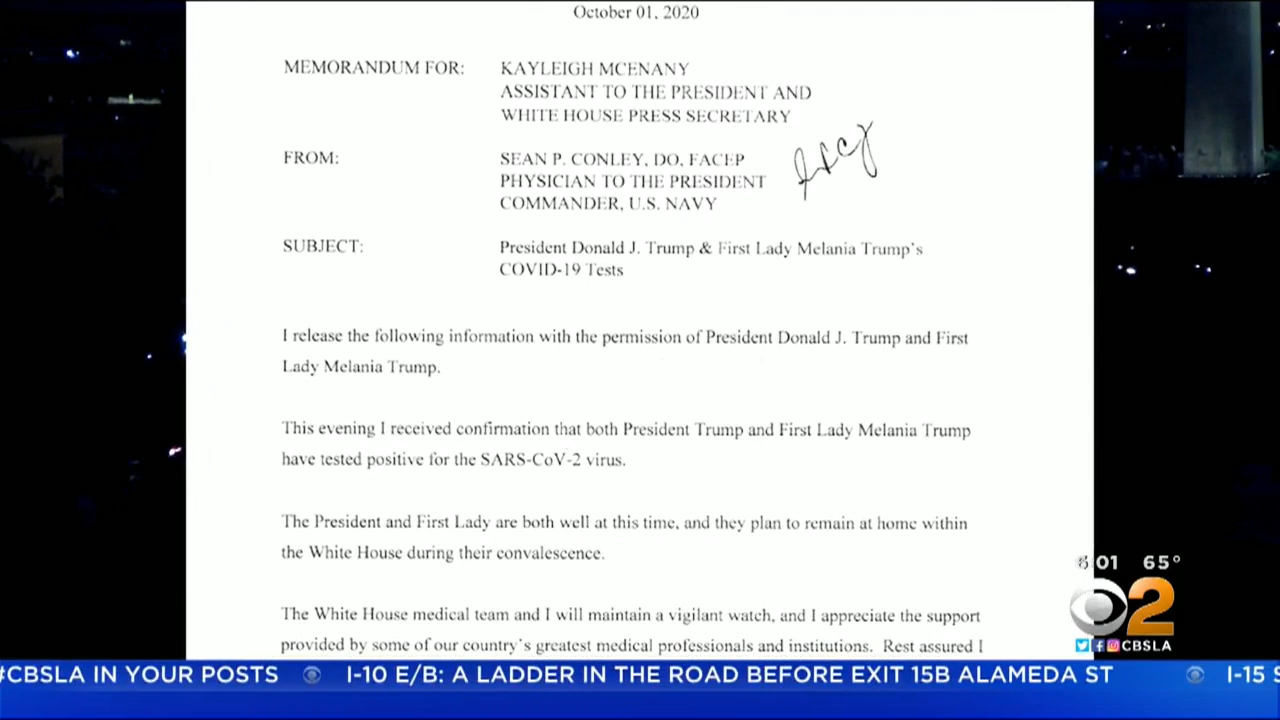 October 01, 2020
MEMORANDUM FOR: KAYLEIGH MCENANY
ASSISTANT TO THE PRESIDENT AND
WHITE HOUSE PRESS SECRETARY
FROM: SEAN P. CONLEY, DO, FACEP
PHYSICIAN TO THE PRESIDENT
COMMANDER, U.S. NAVY
SUBJECT: President Donald J. Trump & First Lady Melania Trump's
COVID-19 Tests
I release the following information with the permission of President Donald J. Trump and First
Lady Melania Trump.
This evening I received confirmation that both President Trump and First Lady Melania Trump
have tested positive for the SARS-CoV-2 virus.
The President and First Lady are both well at this time, and they plan to remain at home within
the White House during their convalescence.
The White House medical team and I will maintain a vigilant watch, and I appreciate the support
provided by some of our country's greatest medical professionals and institutions. Rest assured I
6:01 65°
2
CBSLA
#CBSLA IN YOUR POSTS I-10 E/B: A LADDER IN THE ROAD BEFORE EXIT 15B ALAMEDA ST I-15 S